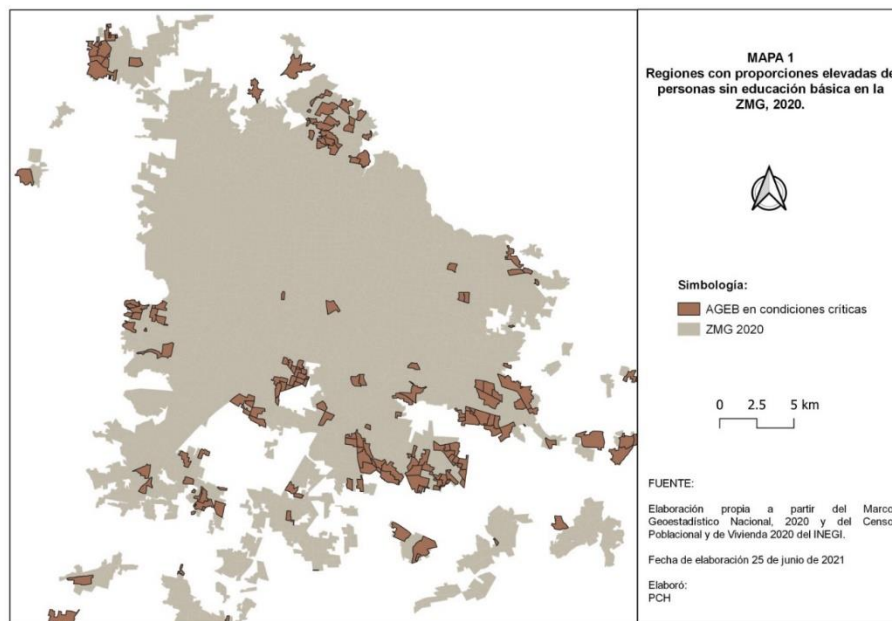 MAPA 1
Regiones con proporciones elevadas de
personas sin educación básica en la
ZMG, 2020.
Simbología:
AGEB en condiciones críticas
ZMG 2020
0 2.5 5 km
FUENTE:
Elaboración propia a partir del Marco
Geoestadístico Nacional, 2020 y del Censo
Poblacional y de Vivienda 2020 del INEGI.
Fecha de elaboración 25 de junio de 2021
Elaboró:
PCH